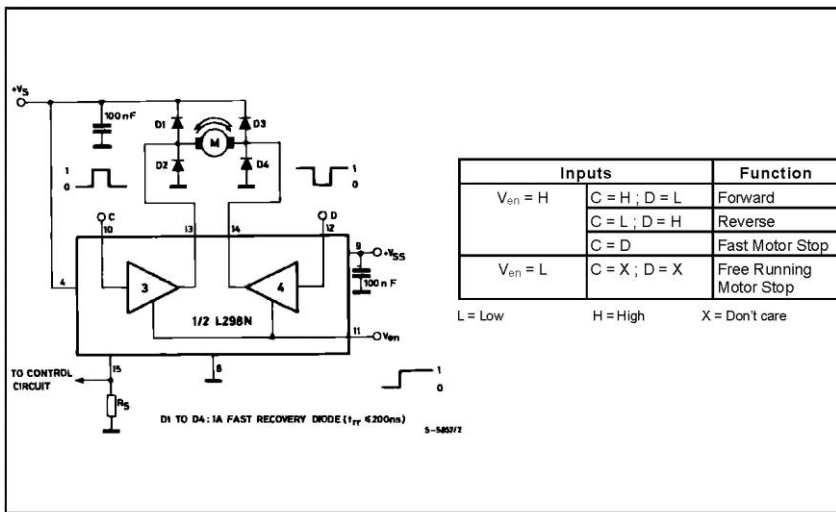 +Vs
100nF
D1
D3
M
D2
D4
1
0
1
0
C
D
10
13
14
12
9
+Vss
100nF
4
3
4
1/2 L298N
11
Ven
15
8
1
0
TO CONTROL
CIRCUIT
RS
D1 TO D4 : 1A FAST RECOVERY DIODE (trr ≤ 200ns)
S-5857/2
Inputs Function
Ven = H C = H ; D = L Forward
C = L ; D = H Reverse
C = D Fast Motor Stop
Ven = L C = X ; D = X Free Running
Motor Stop
L = Low H = High X = Don't care